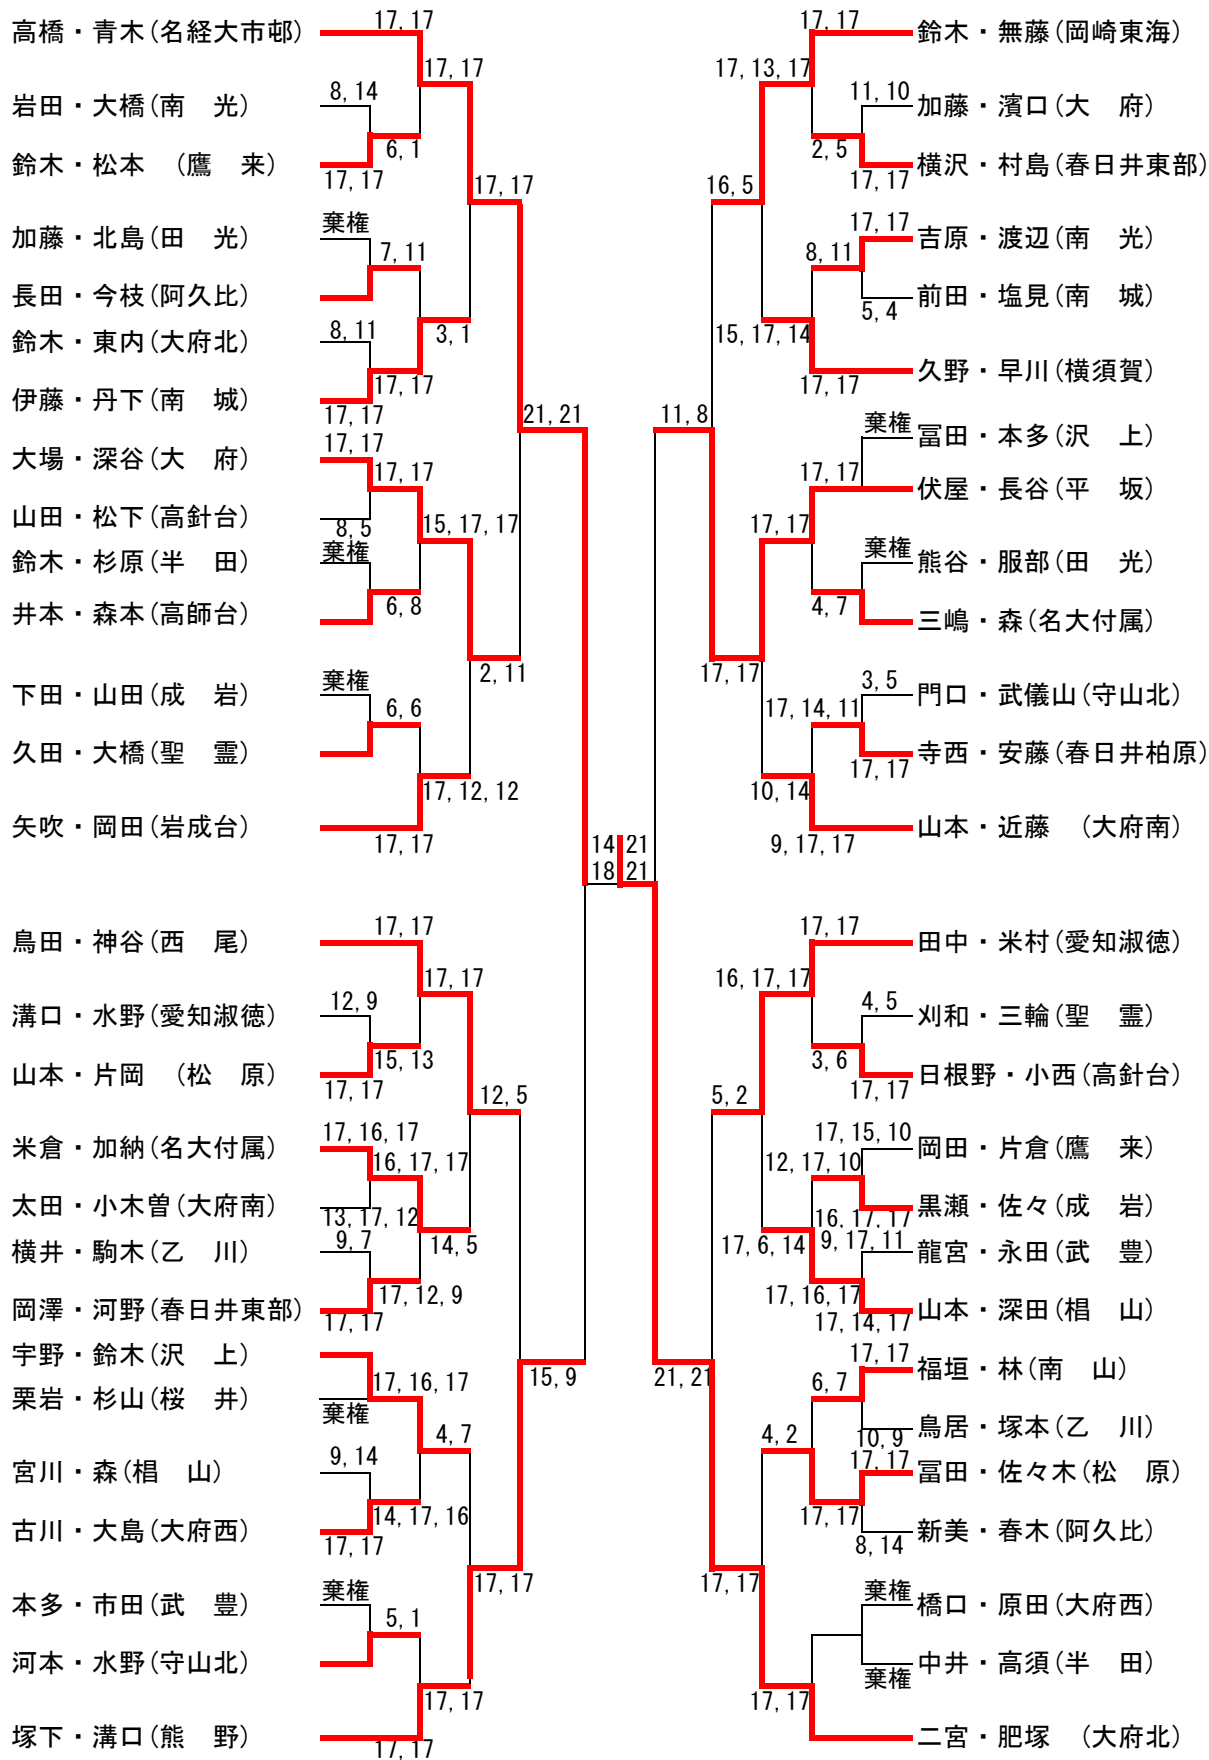 高橋・青木(名経大市邨)
17, 17
17, 17
岩田・大橋(南　光)
8, 14
6, 1
鈴木・松本　(鷹　来)
17, 17
17, 17
加藤・北島(田　光)
棄権
7, 11
長田・今枝(阿久比)
3, 1
鈴木・東内(大府北)
8, 11
17, 17
伊藤・丹下(南　城)
17, 17
21, 21
大場・深谷(大　府)
17, 17
17, 17
山田・松下(高針台)
8, 5
15, 17, 17
鈴木・杉原(半　田)
棄権
6, 8
井本・森本(高師台)
2, 11
下田・山田(成　岩)
棄権
6, 6
久田・大橋(聖　霊)
17, 12, 12
矢吹・岡田(岩成台)
17, 17
14
21
18
21
鳥田・神谷(西　尾)
17, 17
17, 17
溝口・水野(愛知淑徳)
12, 9
15, 13
山本・片岡　(松　原)
17, 17
12, 5
米倉・加納(名大付属)
17, 16, 17
16, 17, 17
太田・小木曽(大府南)
13, 17, 12
14, 5
横井・駒木(乙　川)
9, 7
17, 12, 9
岡澤・河野(春日井東部)
17, 17
宇野・鈴木(沢　上)
17, 16, 17
15, 9
栗岩・杉山(桜　井)
棄権
4, 7
宮川・森(椙　山)
9, 14
14, 17, 16
古川・大島(大府西)
17, 17
17, 17
本多・市田(武　豊)
棄権
5, 1
河本・水野(守山北)
17, 17
塚下・溝口(熊　野)
17, 17
17, 17
鈴木・無藤(岡崎東海)
17, 13, 17
11, 10
加藤・濱口(大　府)
2, 5
17, 17
横沢・村島(春日井東部)
16, 5
17, 17
吉原・渡辺(南　光)
8, 11
5, 4
前田・塩見(南　城)
15, 17, 14
17, 17
久野・早川(横須賀)
11, 8
棄権
冨田・本多(沢　上)
17, 17
伏屋・長谷(平　坂)
17, 17
棄権
熊谷・服部(田　光)
4, 7
三嶋・森(名大付属)
17, 17
3, 5
門口・武儀山(守山北)
17, 14, 11
17, 17
寺西・安藤(春日井柏原)
10, 14
9, 17, 17
山本・近藤　(大府南)
17, 17
田中・米村(愛知淑徳)
16, 17, 17
4, 5
刈和・三輪(聖　霊)
3, 6
17, 17
日根野・小西(高針台)
5, 2
17, 15, 10
岡田・片倉(鷹　来)
12, 17, 10
16, 17, 17
黒瀬・佐々(成　岩)
17, 6, 14
9, 17, 11
龍宮・永田(武　豊)
17, 16, 17
17, 14, 17
山本・深田(椙　山)
21, 21
17, 17
福垣・林(南　山)
6, 7
10, 9
鳥居・塚本(乙　川)
4, 2
17, 17
冨田・佐々木(松　原)
17, 17
8, 14
新美・春木(阿久比)
17, 17
棄権
橋口・原田(大府西)
棄権
中井・高須(半　田)
17, 17
二宮・肥塚　(大府北)